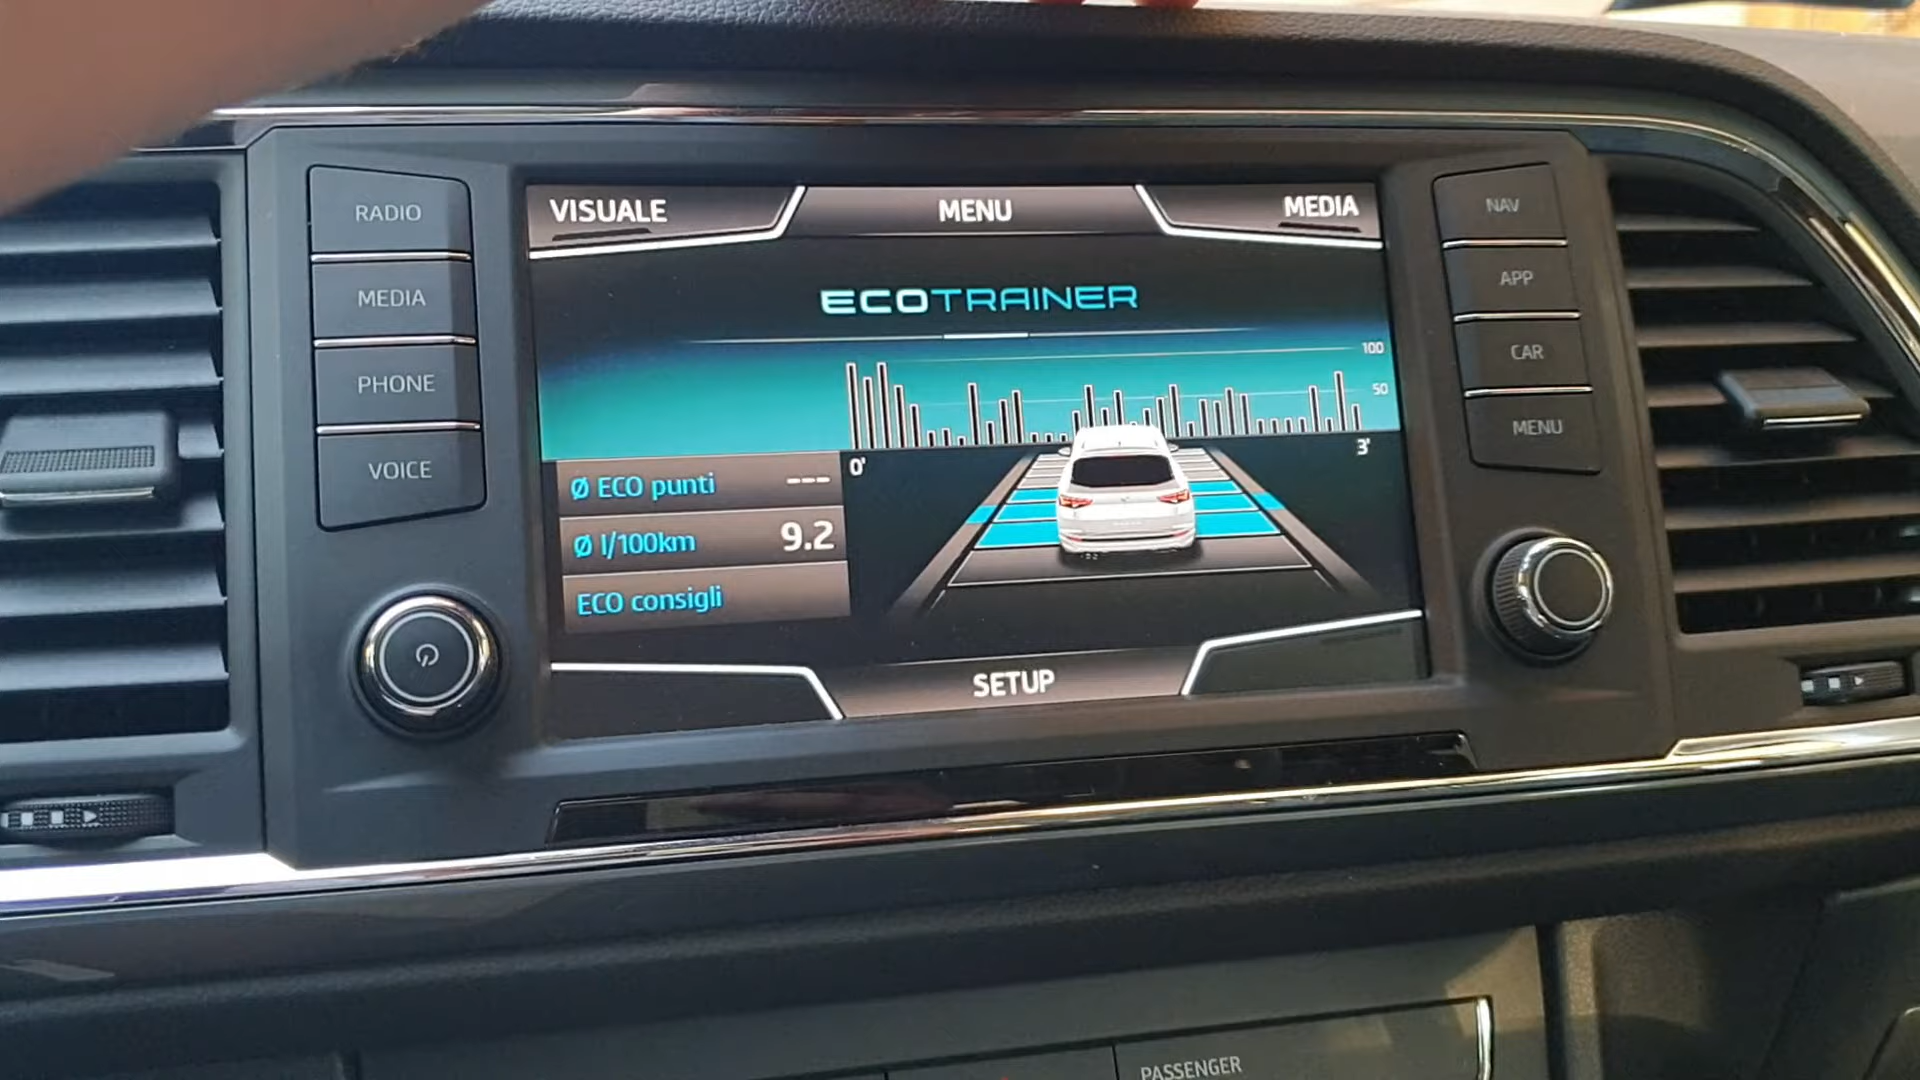 RADIO
MEDIA
PHONE
VOICE
VISUALE
MENU
MEDIA
ECOTRAINER
100
50
0'
3'
Ø ECO punti ---
Ø l/100km 9.2
ECO consigli
SETUP
NAV
APP
CAR
MENU
PASSENGER